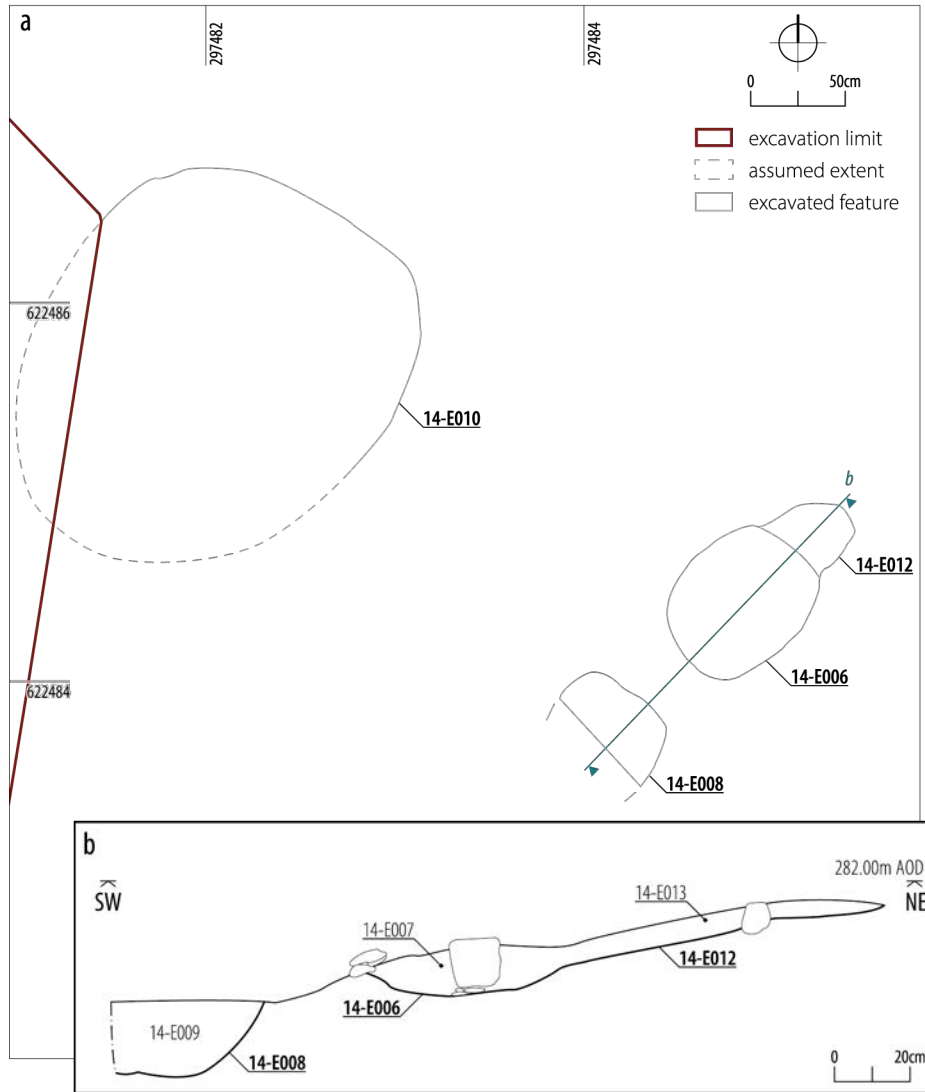 a
297482
297484
0 50cm
excavation limit
assumed extent
excavated feature
622486
14-E010
b
14-E012
14-E006
622484
14-E008
b
282.00m AOD
SW
NE
14-E013
14-E007
14-E012
14-E006
14-E009
14-E008
0 20cm